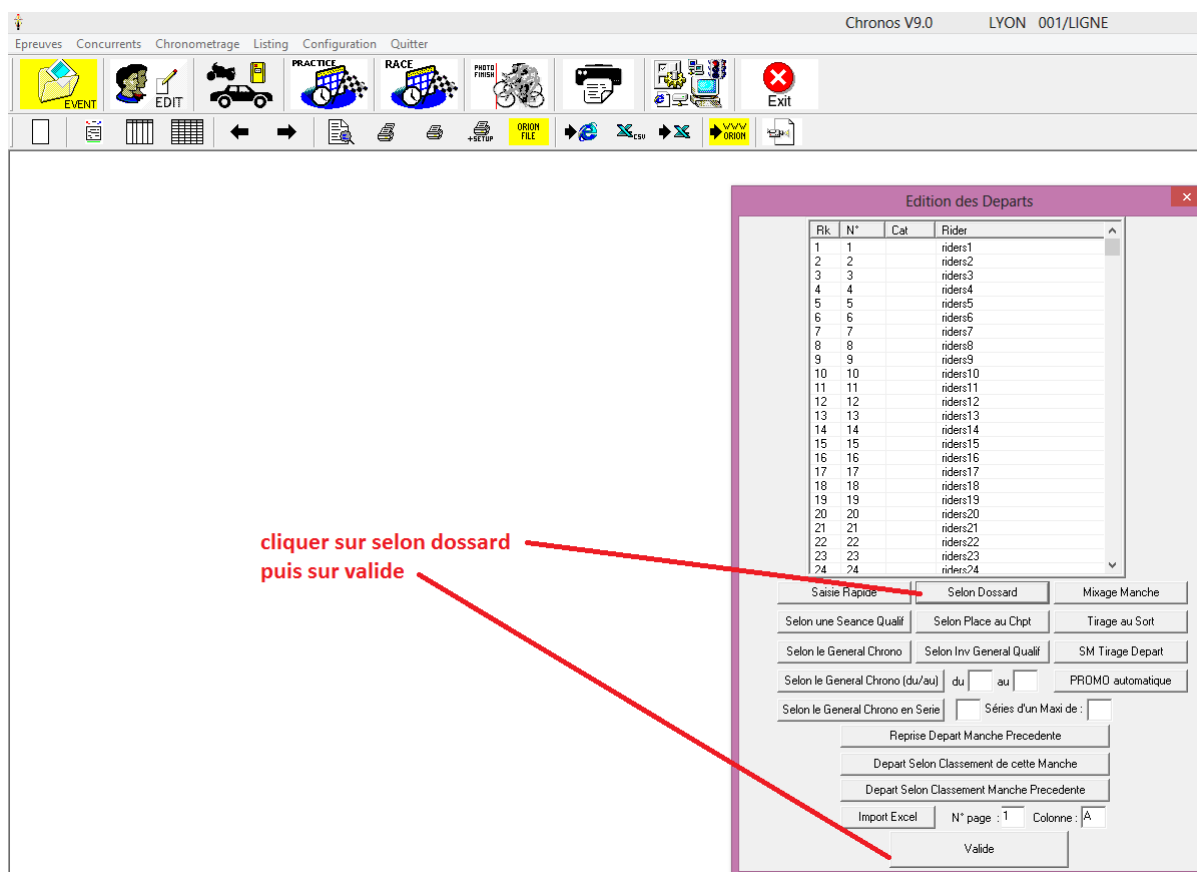 Chronos V9.0 LYON 001/LIGNE
Epreuves Concurrents Chronometrage Listing Configuration Quitter
EVENT EDIT PRACTICE RACE PHOTO FINISH Exit
+SETUP ORION FILE csv WWW ORION
Edition des Departs
Rk N° Cat Rider
1 1 riders1
2 2 riders2
3 3 riders3
4 4 riders4
5 5 riders5
6 6 riders6
7 7 riders7
8 8 riders8
9 9 riders9
10 10 riders10
11 11 riders11
12 12 riders12
13 13 riders13
14 14 riders14
15 15 riders15
16 16 riders16
17 17 riders17
18 18 riders18
19 19 riders19
20 20 riders20
21 21 riders21
22 22 riders22
23 23 riders23
24 24 riders24
cliquer sur selon dossard
puis sur valide
Saisie Rapide Selon Dossard Mixage Manche
Selon une Seance Qualif Selon Place au Chpt Tirage au Sort
Selon le General Chrono Selon Inv General Qualif SM Tirage Depart
Selon le General Chrono (du/au) du au PROMO automatique
Selon le General Chrono en Serie Séries d'un Maxi de :
Reprise Depart Manche Precedente
Depart Selon Classement de cette Manche
Depart Selon Classement Manche Precedente
Import Excel N° page : 1 Colonne : A
Valide